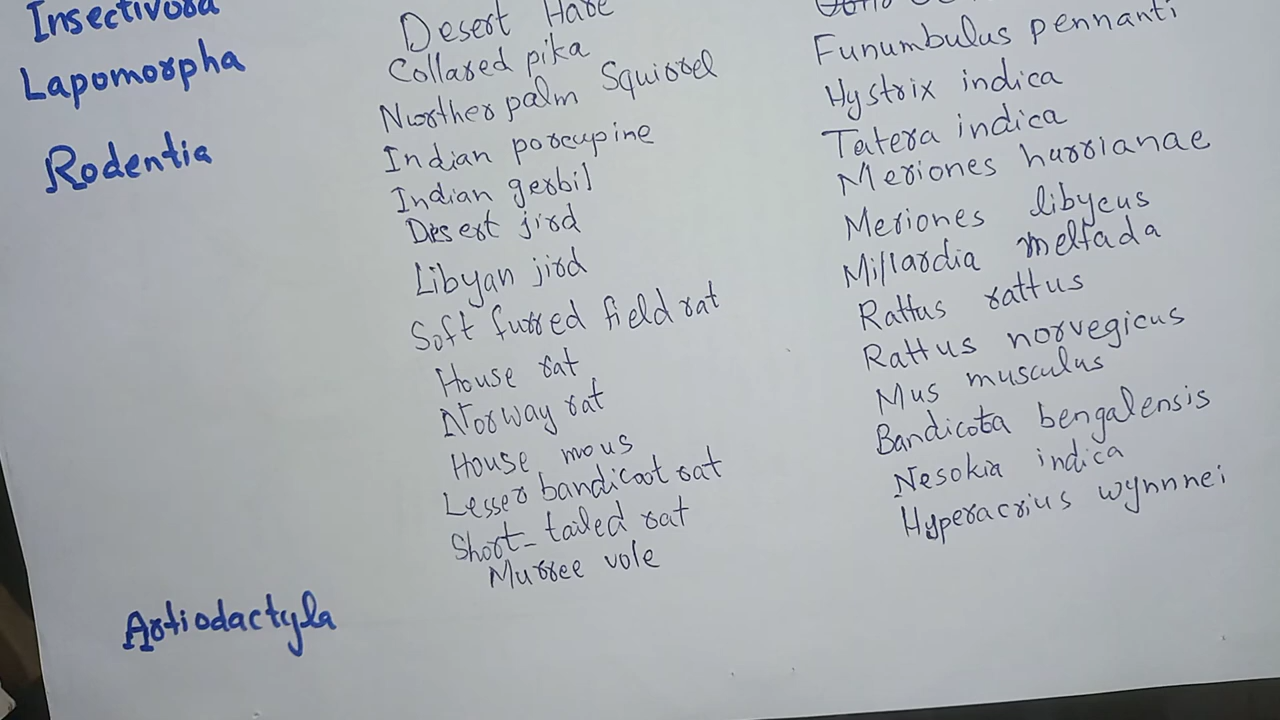 Insectivora
Desert Hare
Lapomorpha
Collared pika
Funumbulus pennanti
Norther palm Squirrel
Hystrix indica
Rodentia
Indian porcupine
Tatera indica
Indian gerbil
Meriones hurrianae
Desert jird
Meriones libycus
Libyan jird
Millardia meltada
Soft furred field rat
Rattus rattus
House rat
Rattus norvegicus
Norway rat
Mus musculus
House mous
Bandicota bengalensis
Lesser bandicoot rat
Nesokia indica
Short-tailed rat
Hyperacrius wynnnei
Murree vole
Artiodactyla